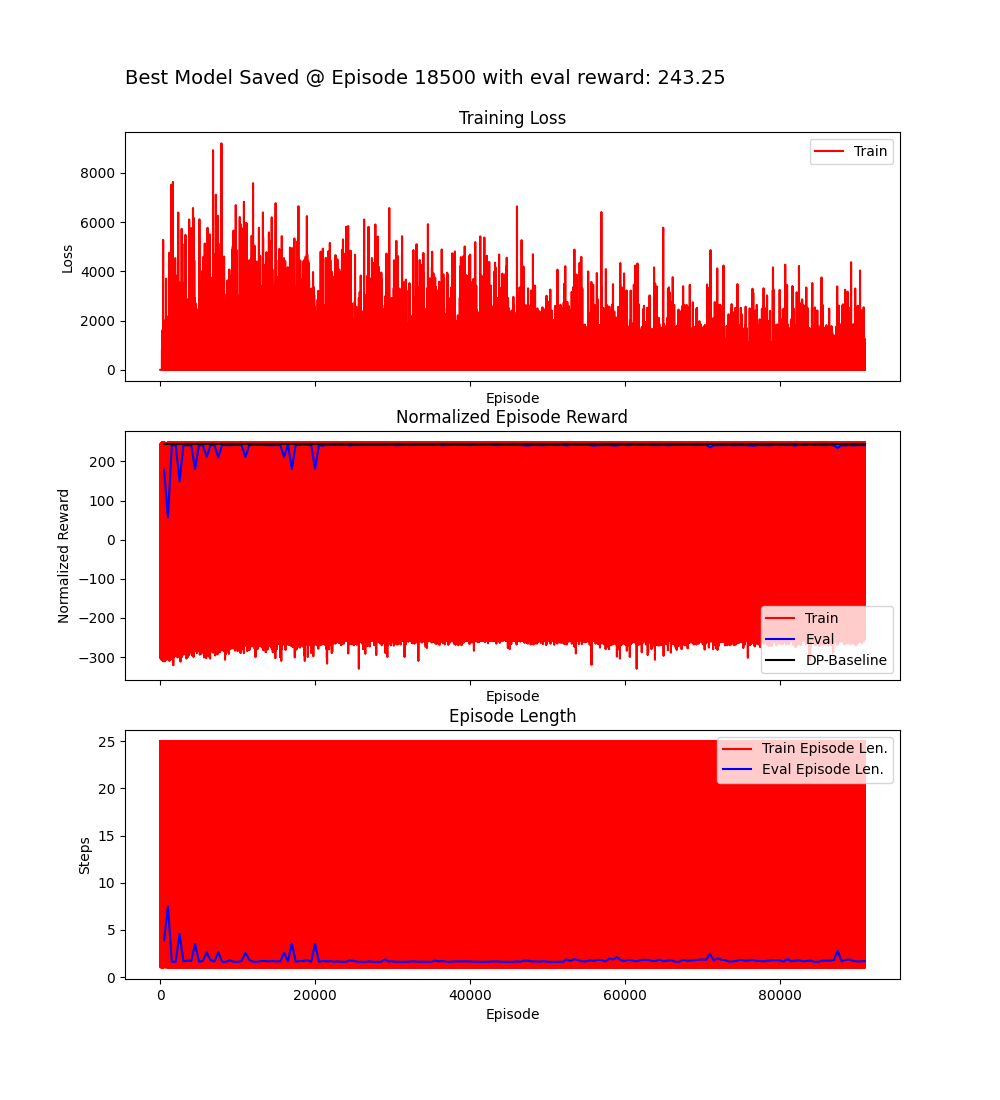 Best Model Saved @ Episode 18500 with eval reward: 243.25
Training Loss
Train
8000
6000
4000
2000
0
Loss
Episode
Normalized Episode Reward
200
100
0
−100
−200
−300
Normalized Reward
Train
Eval
DP-Baseline
Episode
Episode Length
Train Episode Len.
Eval Episode Len.
25
20
15
10
5
0
Steps
0 20000 40000 60000 80000
Episode